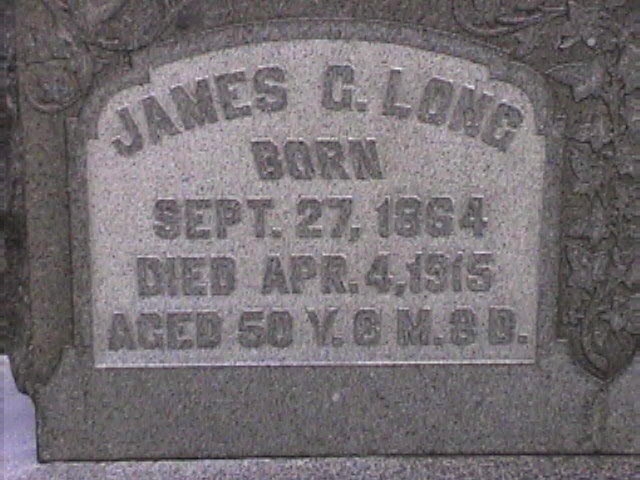 JAMES G. LONG
BORN
SEPT. 27, 1864
DIED APR. 4, 1915
AGED 50 Y. 6 M. 8 D.